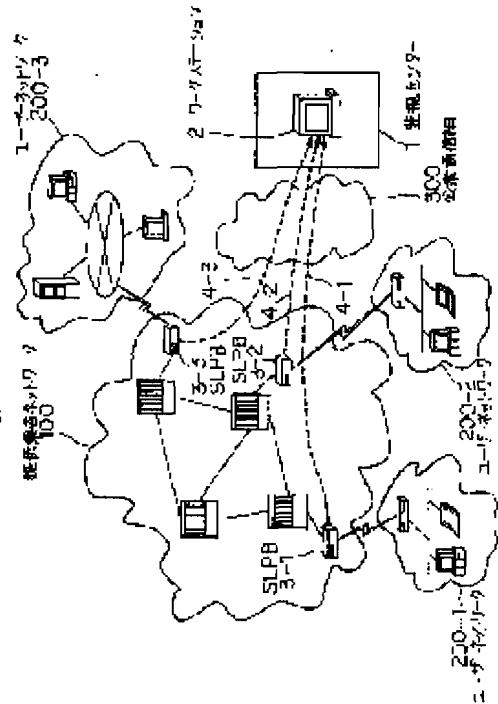 ユーザネットワーク
200-3
2 ワークステーション
1 監視センター
300
公衆通信網
提供業者ネットワーク
100
4-3
4-2
4-1
3-3
SLPB
SLPB
3-2
SLPB
3-1
200-2
ユーザネットワーク
200-1
ユーザネットワーク